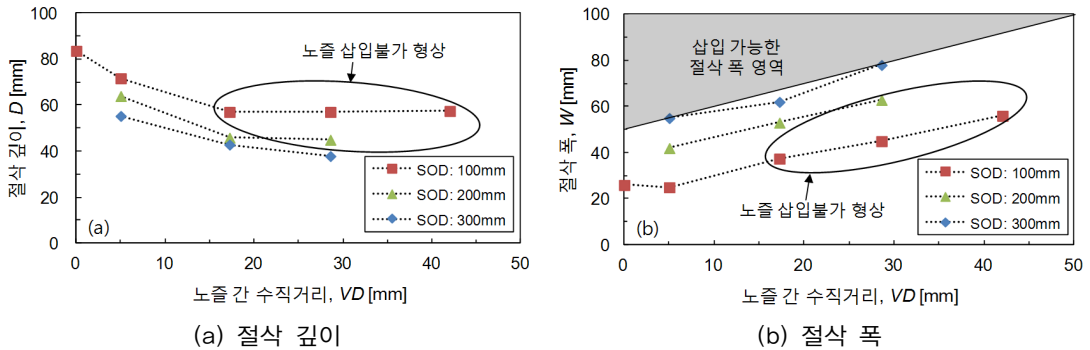 100
80
60
40
20
0
절삭 깊이, D [mm]
노즐 삽입불가 형상
SOD: 100mm
SOD: 200mm
SOD: 300mm
(a)
0 10 20 30 40 50
노즐 간 수직거리, VD [mm]
(a) 절삭 깊이
100
80
60
40
20
0
절삭 폭, W [mm]
삽입 가능한
절삭 폭 영역
노즐 삽입불가 형상
SOD: 100mm
SOD: 200mm
SOD: 300mm
(b)
0 10 20 30 40 50
노즐 간 수직거리, VD [mm]
(b) 절삭 폭